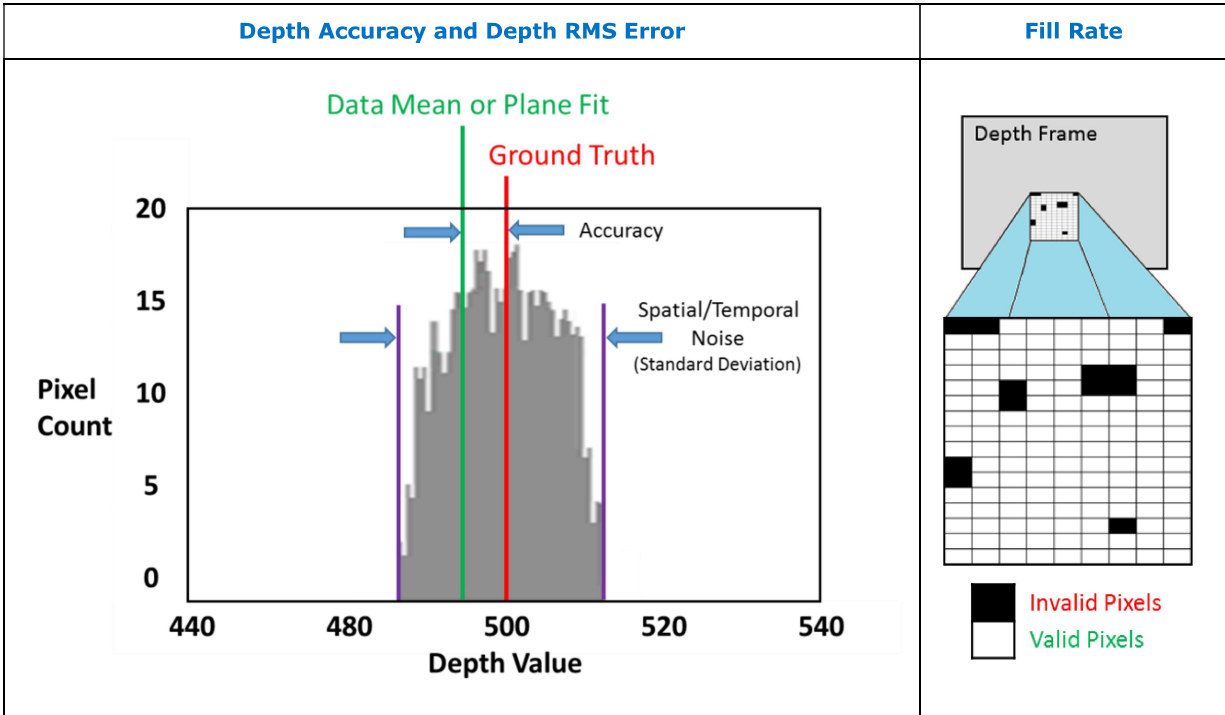 Depth Accuracy and Depth RMS Error
Fill Rate
Data Mean or Plane Fit
Ground Truth
Accuracy
Spatial/Temporal
Noise
(Standard Deviation)
Pixel
Count
20
15
10
5
0
440
480
500
520
540
Depth Value
Depth Frame
Invalid Pixels
Valid Pixels